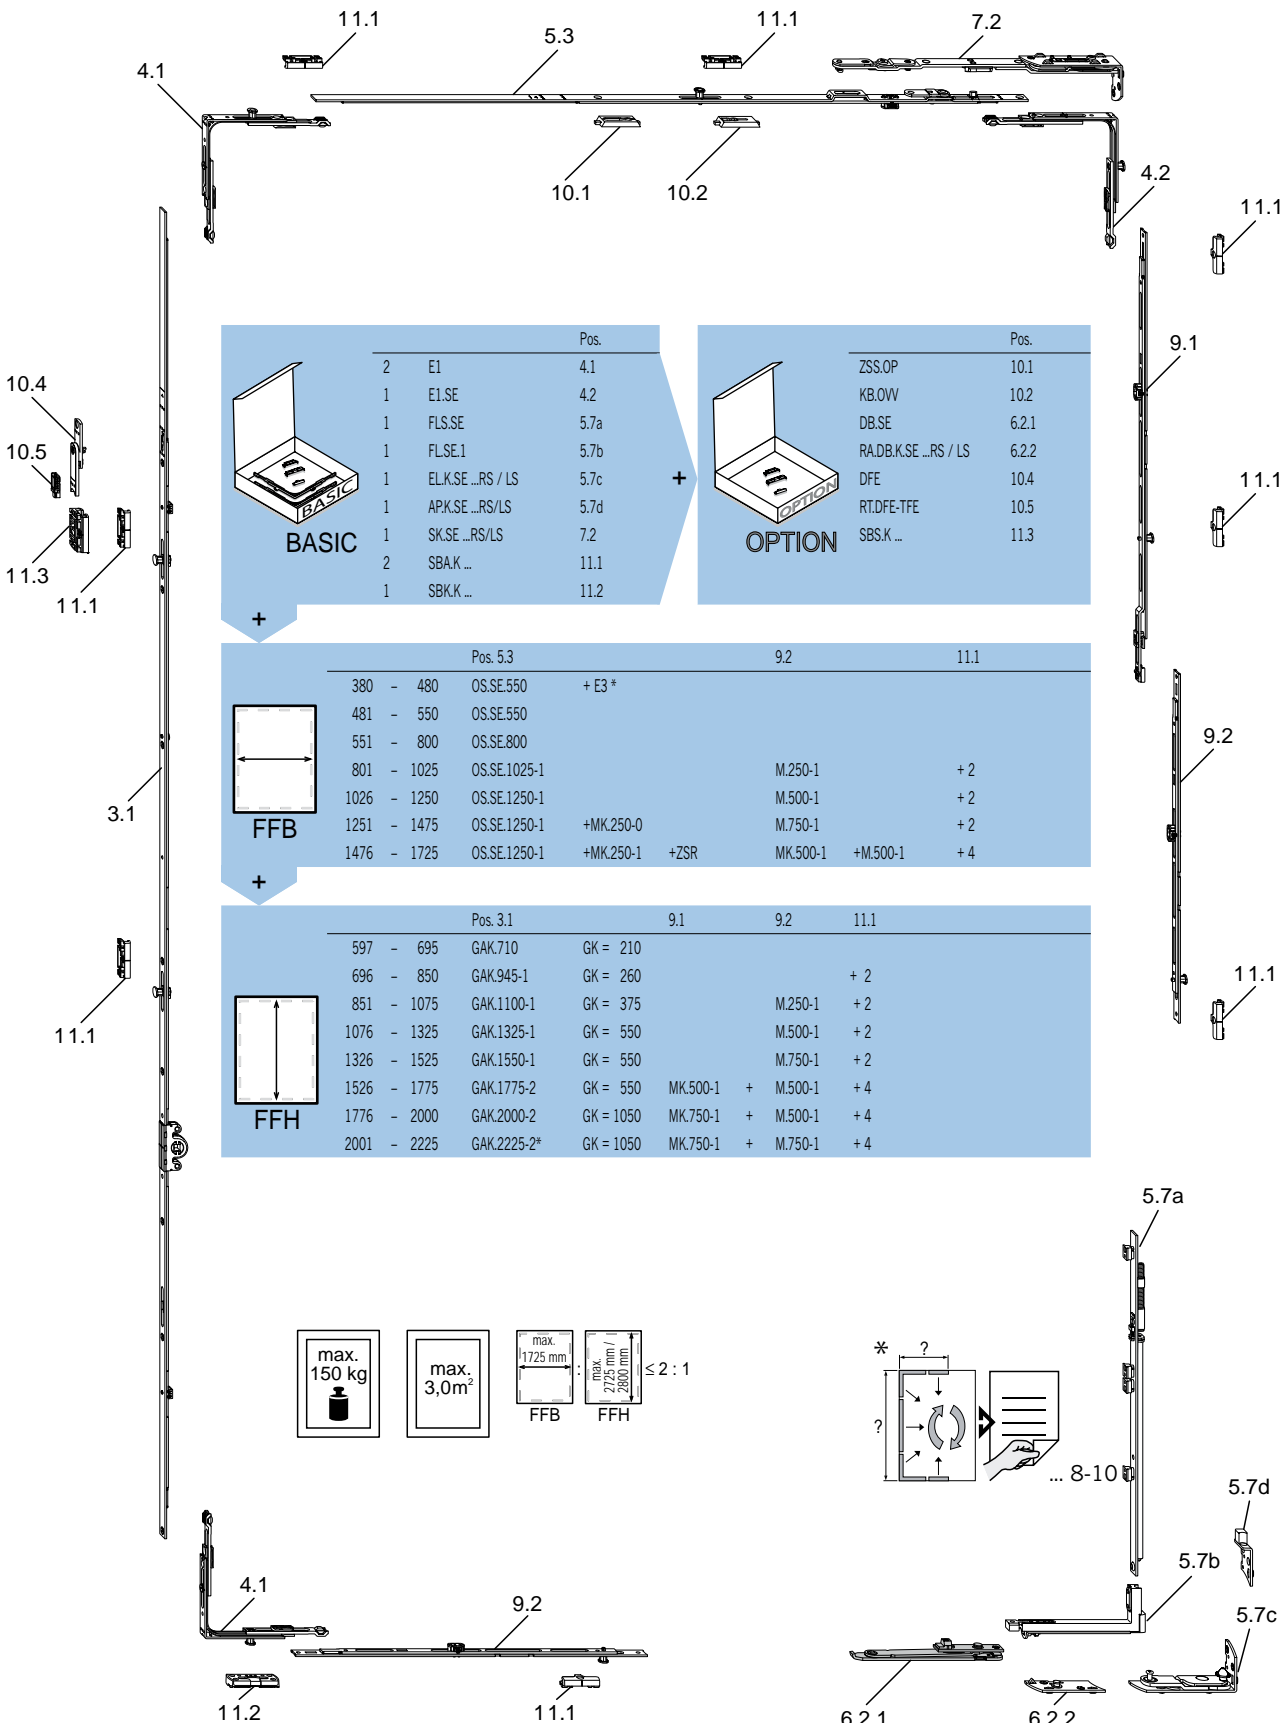 11.1
5.3
11.1
7.2
4.1
10.1
10.2
4.2
11.1
9.1
10.4
10.5
11.3
11.1
11.1
Pos.
2 E1 4.1
1 E1.SE 4.2
1 FLS.SE 5.7a
1 FL.SE.1 5.7b
1 EL.K.SE ...RS / LS 5.7c
1 AP.K.SE ...RS/LS 5.7d
1 SK.SE ...RS/LS 7.2
2 SBA.K ... 11.1
1 SBK.K ... 11.2
BASIC
BASIC
+
Pos.
ZSS.OP 10.1
KB.OVV 10.2
DB.SE 6.2.1
RA.DB.K.SE ...RS / LS 6.2.2
DFE 10.4
RT.DFE-TFE 10.5
SBS.K ... 11.3
OPTION
OPTION
+
Pos. 5.3 9.2 11.1
380 – 480 OS.SE.550 + E3 *
481 – 550 OS.SE.550
551 – 800 OS.SE.800
801 – 1025 OS.SE.1025-1 M.250-1 + 2
1026 – 1250 OS.SE.1250-1 M.500-1 + 2
1251 – 1475 OS.SE.1250-1 +MK.250-0 M.750-1 + 2
1476 – 1725 OS.SE.1250-1 +MK.250-1 +ZSR MK.500-1 +M.500-1 + 4
FFB
3.1
9.2
+
Pos. 3.1 9.1 9.2 11.1
597 – 695 GAK.710 GK = 210
696 – 850 GAK.945-1 GK = 260 + 2
851 – 1075 GAK.1100-1 GK = 375 M.250-1 + 2
1076 – 1325 GAK.1325-1 GK = 550 M.500-1 + 2
1326 – 1525 GAK.1550-1 GK = 550 M.750-1 + 2
1526 – 1775 GAK.1775-2 GK = 550 MK.500-1 + M.500-1 + 4
1776 – 2000 GAK.2000-2 GK = 1050 MK.750-1 + M.500-1 + 4
2001 – 2225 GAK.2225-2* GK = 1050 MK.750-1 + M.750-1 + 4
FFH
11.1
11.1
5.7a
max.
150 kg
max.
3,0m²
max.
1725 mm
FFB
:
max.
2725 mm /
2800 mm
FFH
≤ 2 : 1
*
?
?
... 8-10
5.7d
5.7b
5.7c
4.1
9.2
11.2
11.1
6.2.1
6.2.2